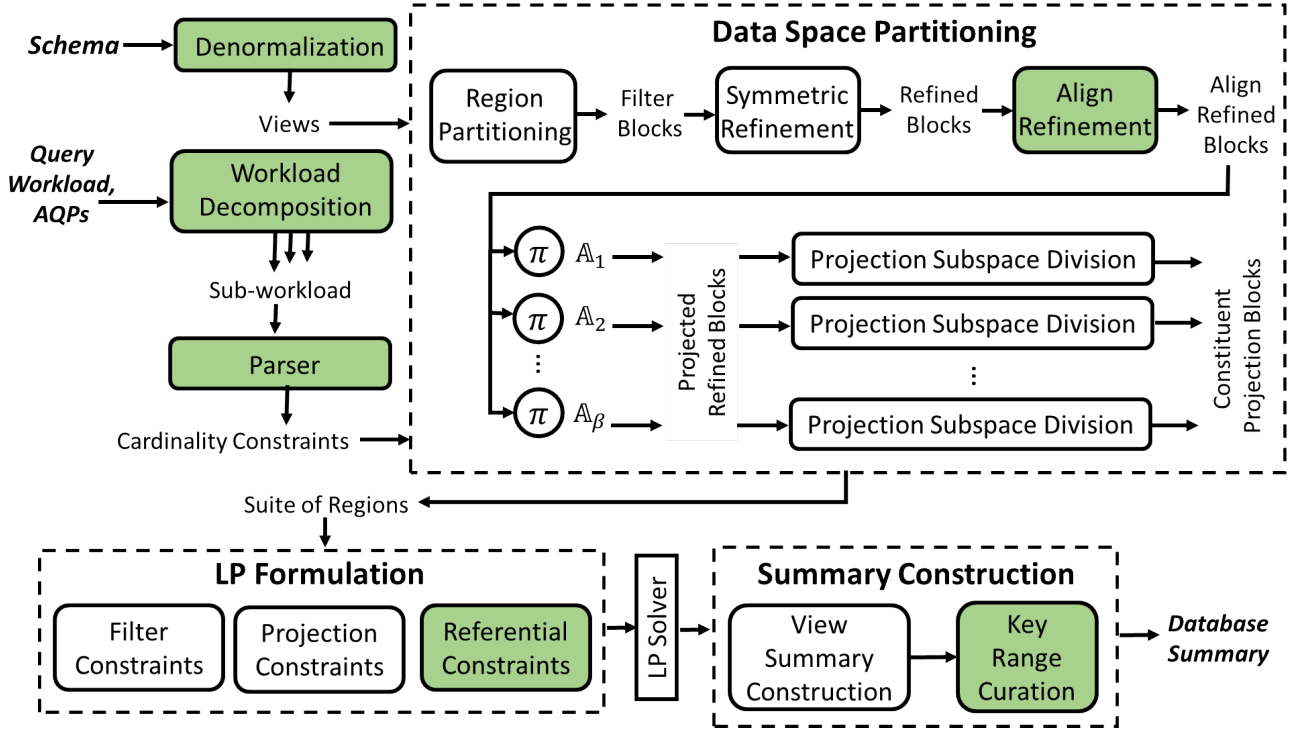 Schema
Denormalization
Views
Query
Workload,
AQPs
Workload
Decomposition
Sub-workload
Parser
Cardinality Constraints
Data Space Partitioning
Region
Partitioning
Filter
Blocks
Symmetric
Refinement
Refined
Blocks
Align
Refinement
Align
Refined
Blocks
π
𝔸1
π
𝔸2
⋮
π
𝔸β
Projected
Refined Blocks
Projection Subspace Division
Projection Subspace Division
⋮
Projection Subspace Division
Constituent
Projection Blocks
Suite of Regions
LP Formulation
Filter
Constraints
Projection
Constraints
Referential
Constraints
LP Solver
Summary Construction
View
Summary
Construction
Key
Range
Curation
Database
Summary